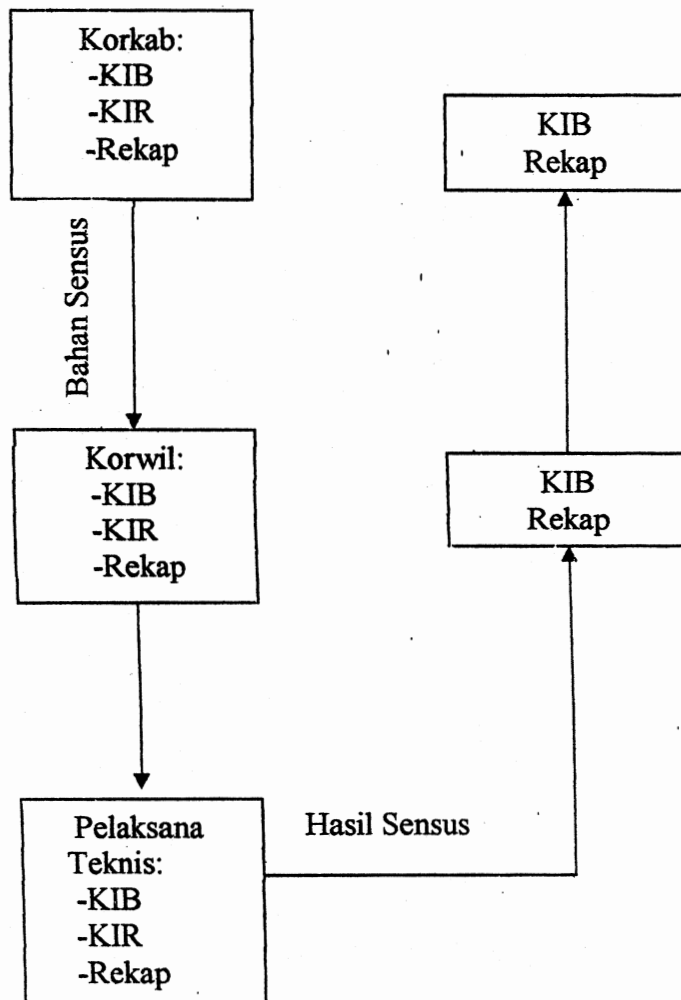 Korkab:
-KIB
-KIR
-Rekap
Bahan Sensus
Korwil:
-KIB
-KIR
-Rekap
Pelaksana
Teknis:
-KIB
-KIR
-Rekap
Hasil Sensus
KIB
Rekap
KIB
Rekap